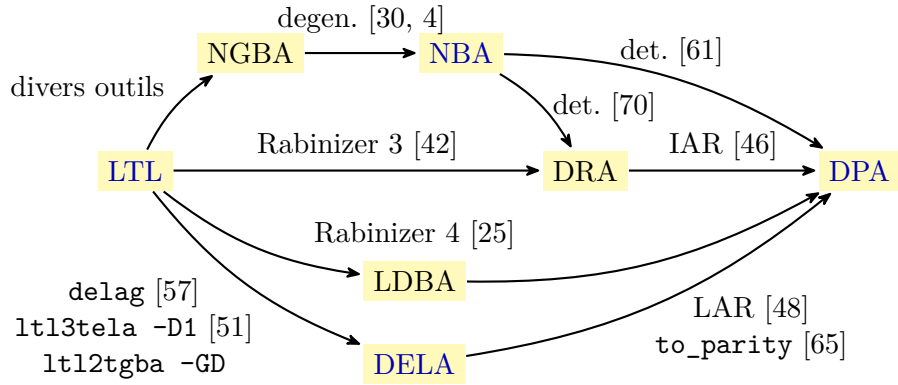 degen. [30, 4]
NGBA
NBA
det. [61]
divers outils
det. [70]
Rabinizer 3 [42]
IAR [46]
LTL
DRA
DPA
Rabinizer 4 [25]
LDBA
delag [57]
ltl3tela -D1 [51]
ltl2tgba -GD
DELA
LAR [48]
to_parity [65]